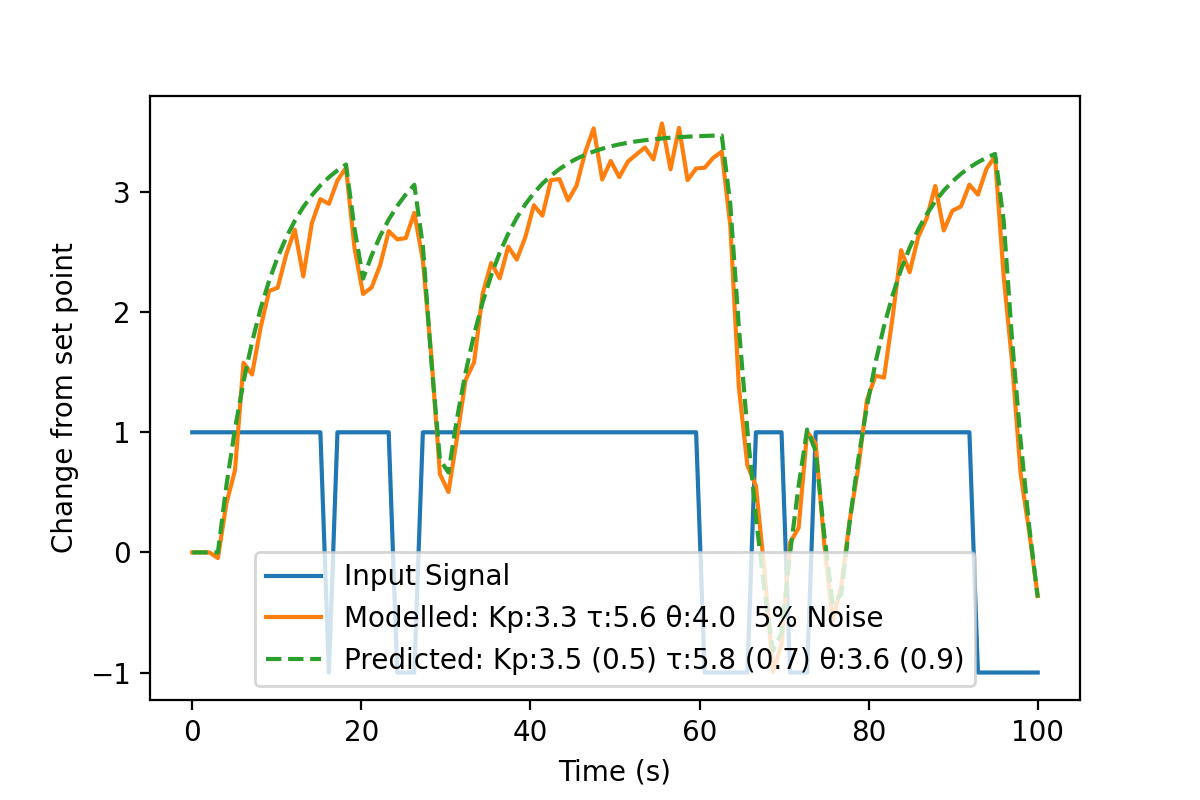 3
2
1
0
−1
Change from set point
Input Signal
Modelled: Kp:3.3 τ:5.6 θ:4.0  5% Noise
Predicted: Kp:3.5 (0.5) τ:5.8 (0.7) θ:3.6 (0.9)
0 20 40 60 80 100
Time (s)